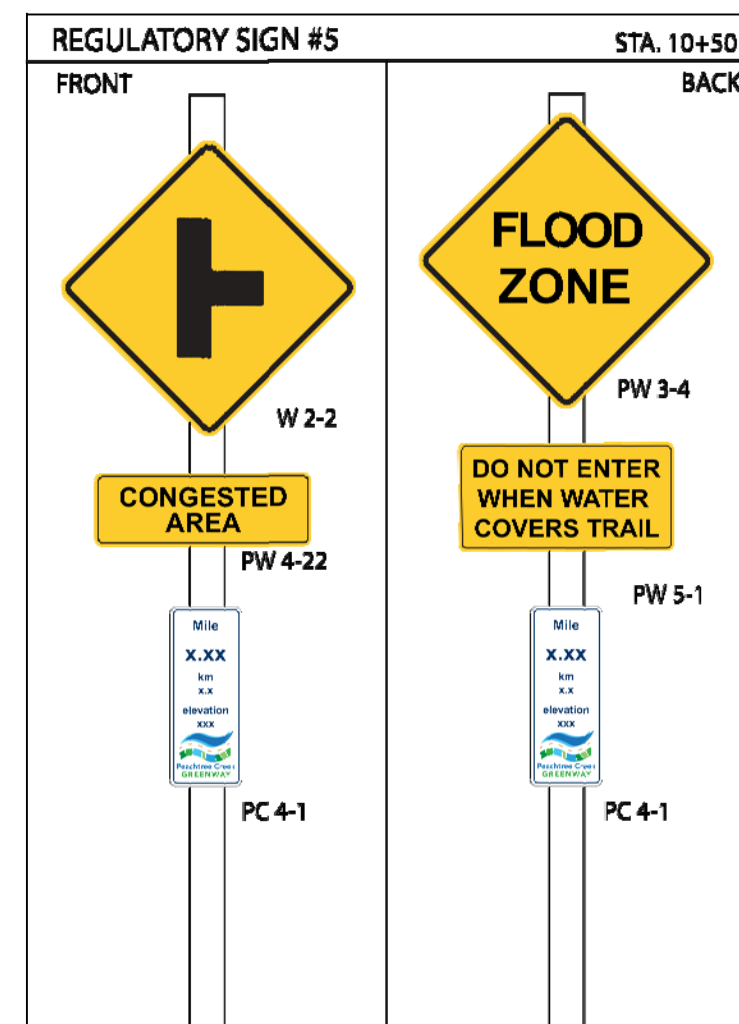 REGULATORY SIGN #5
STA. 10+50
FRONT
W 2-2
CONGESTED
AREA
PW 4-22
Mile
X.XX
km
x.x
elevation
xxx
Peachtree Creek
GREENWAY
PC 4-1
BACK
FLOOD
ZONE
PW 3-4
DO NOT ENTER
WHEN WATER
COVERS TRAIL
PW 5-1
Mile
X.XX
km
x.x
elevation
xxx
Peachtree Creek
GREENWAY
PC 4-1